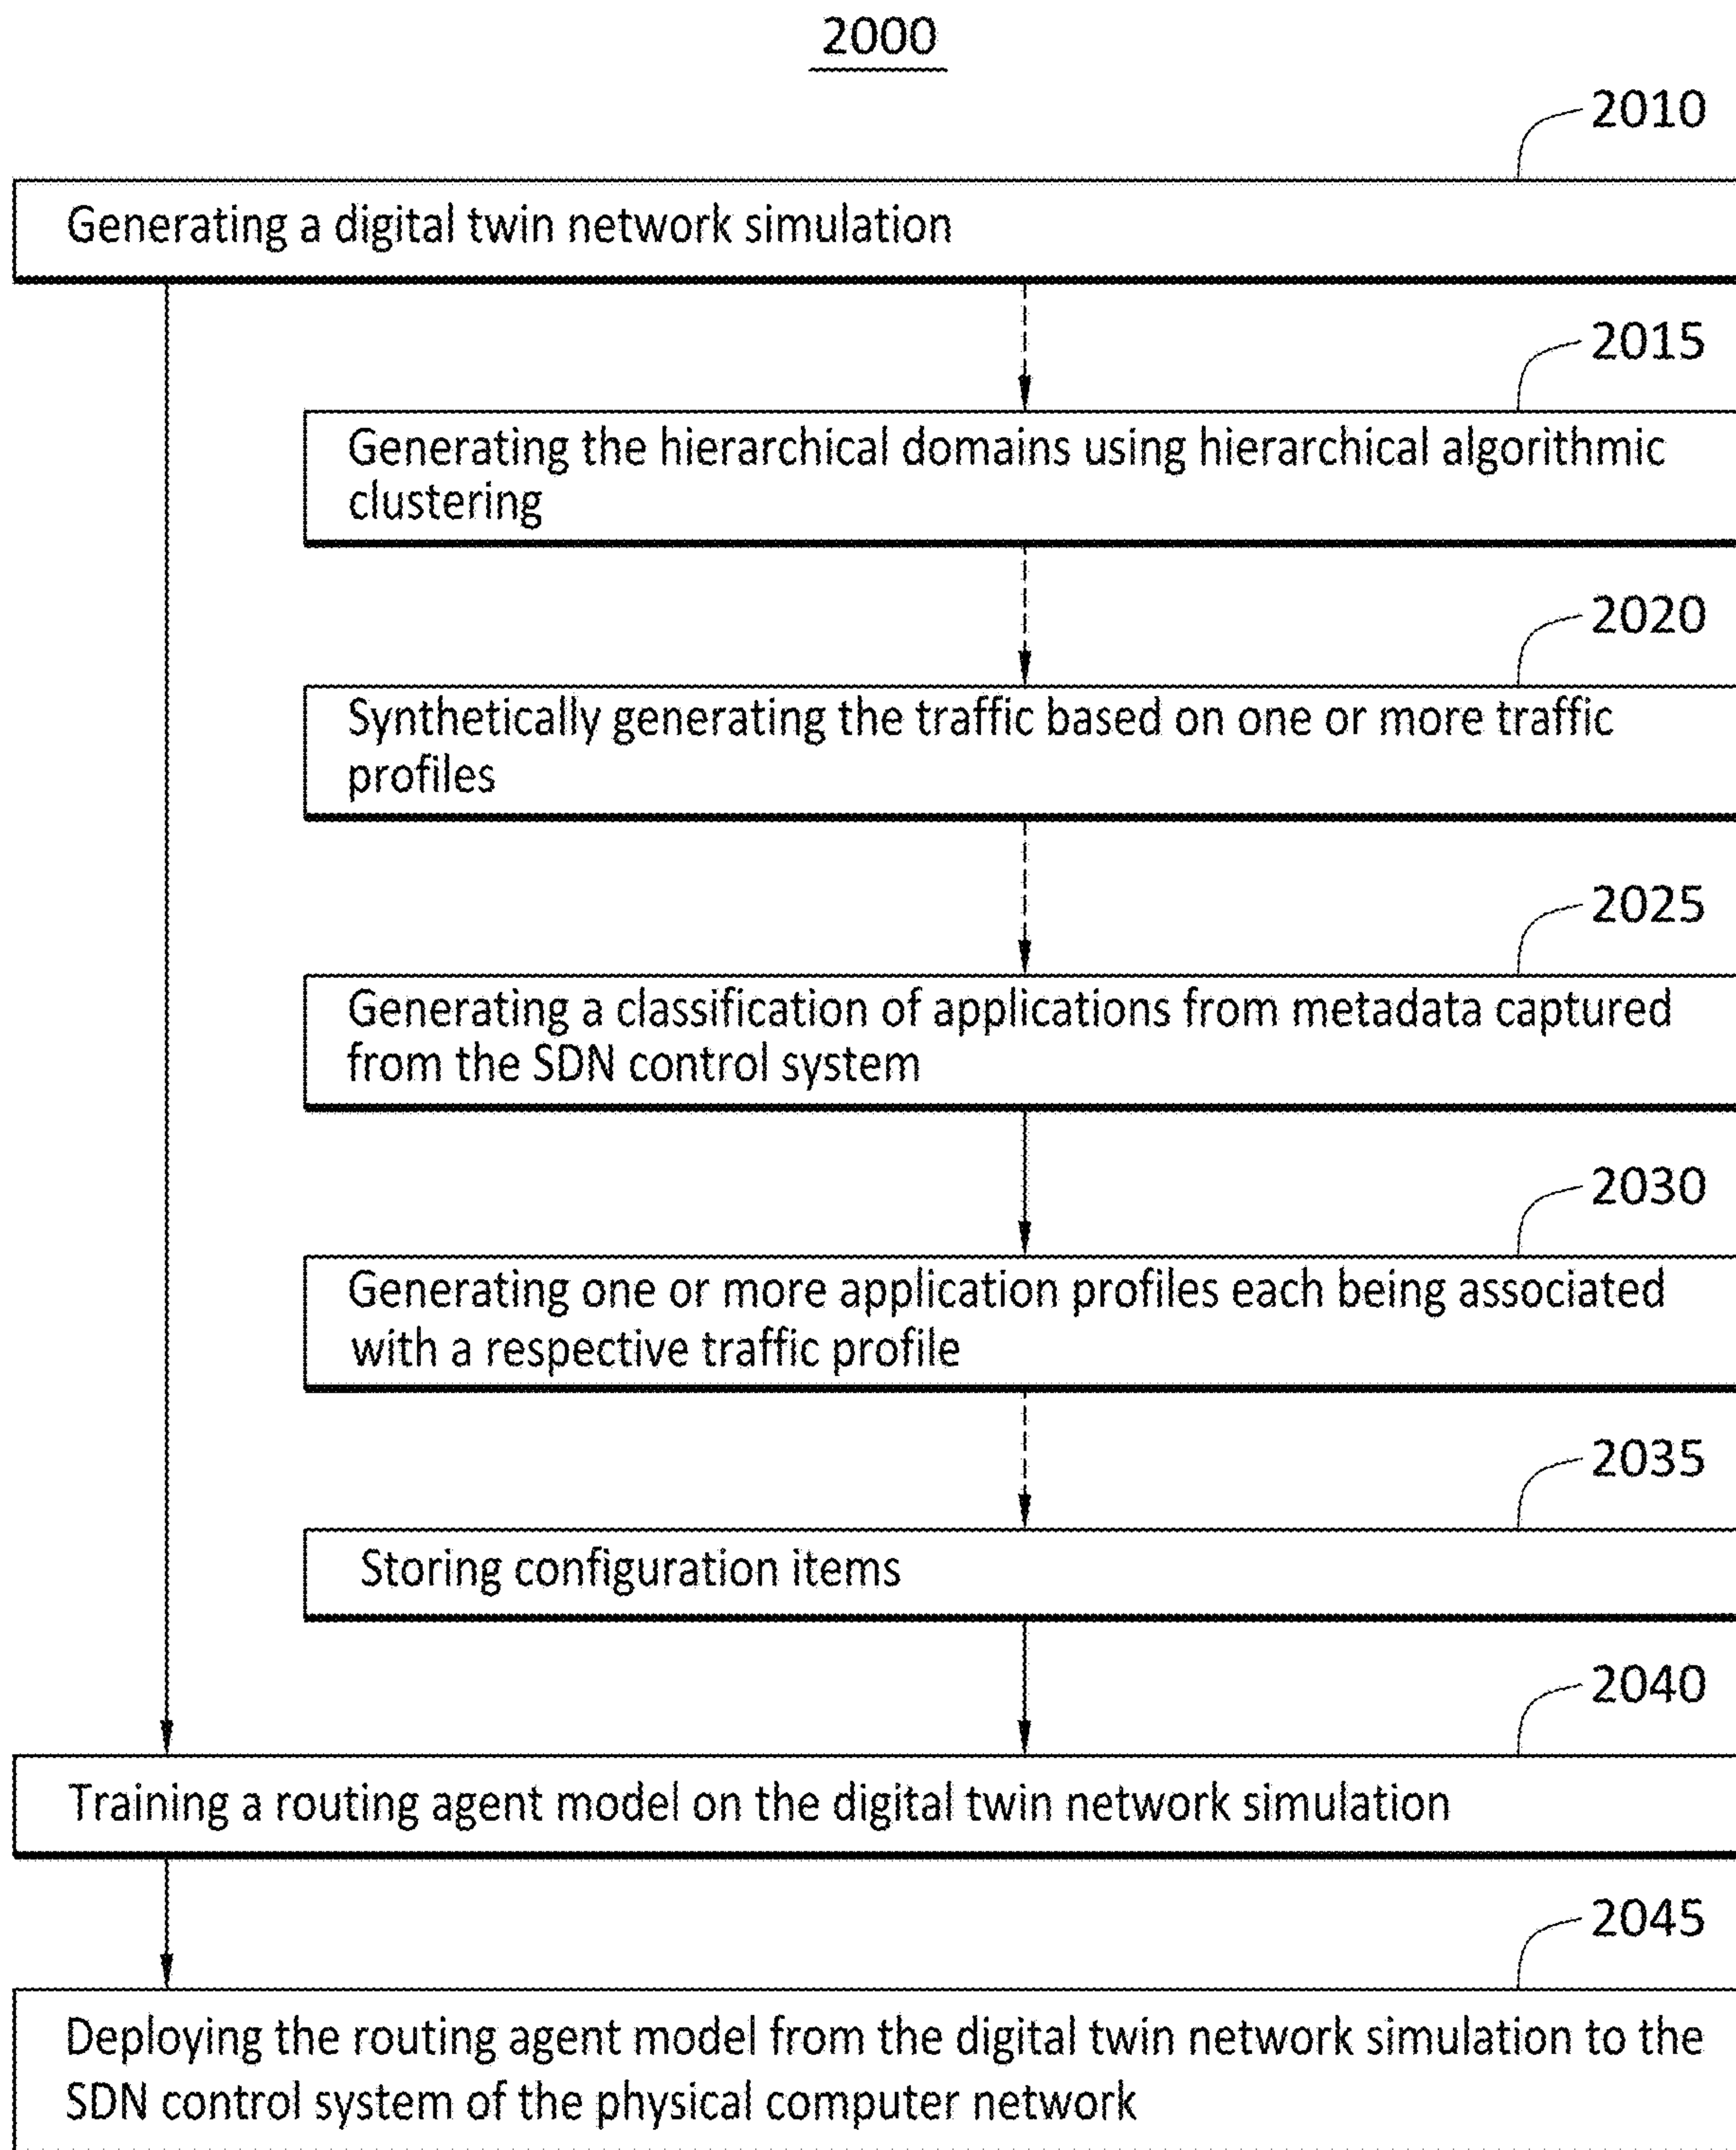 2000
2010
Generating a digital twin network simulation
2015
Generating the hierarchical domains using hierarchical algorithmic
clustering
2020
Synthetically generating the traffic based on one or more traffic
profiles
2025
Generating a classification of applications from metadata captured
from the SDN control system
2030
Generating one or more application profiles each being associated
with a respective traffic profile
2035
Storing configuration items
2040
Training a routing agent model on the digital twin network simulation
2045
Deploying the routing agent model from the digital twin network simulation to the
SDN control system of the physical computer network